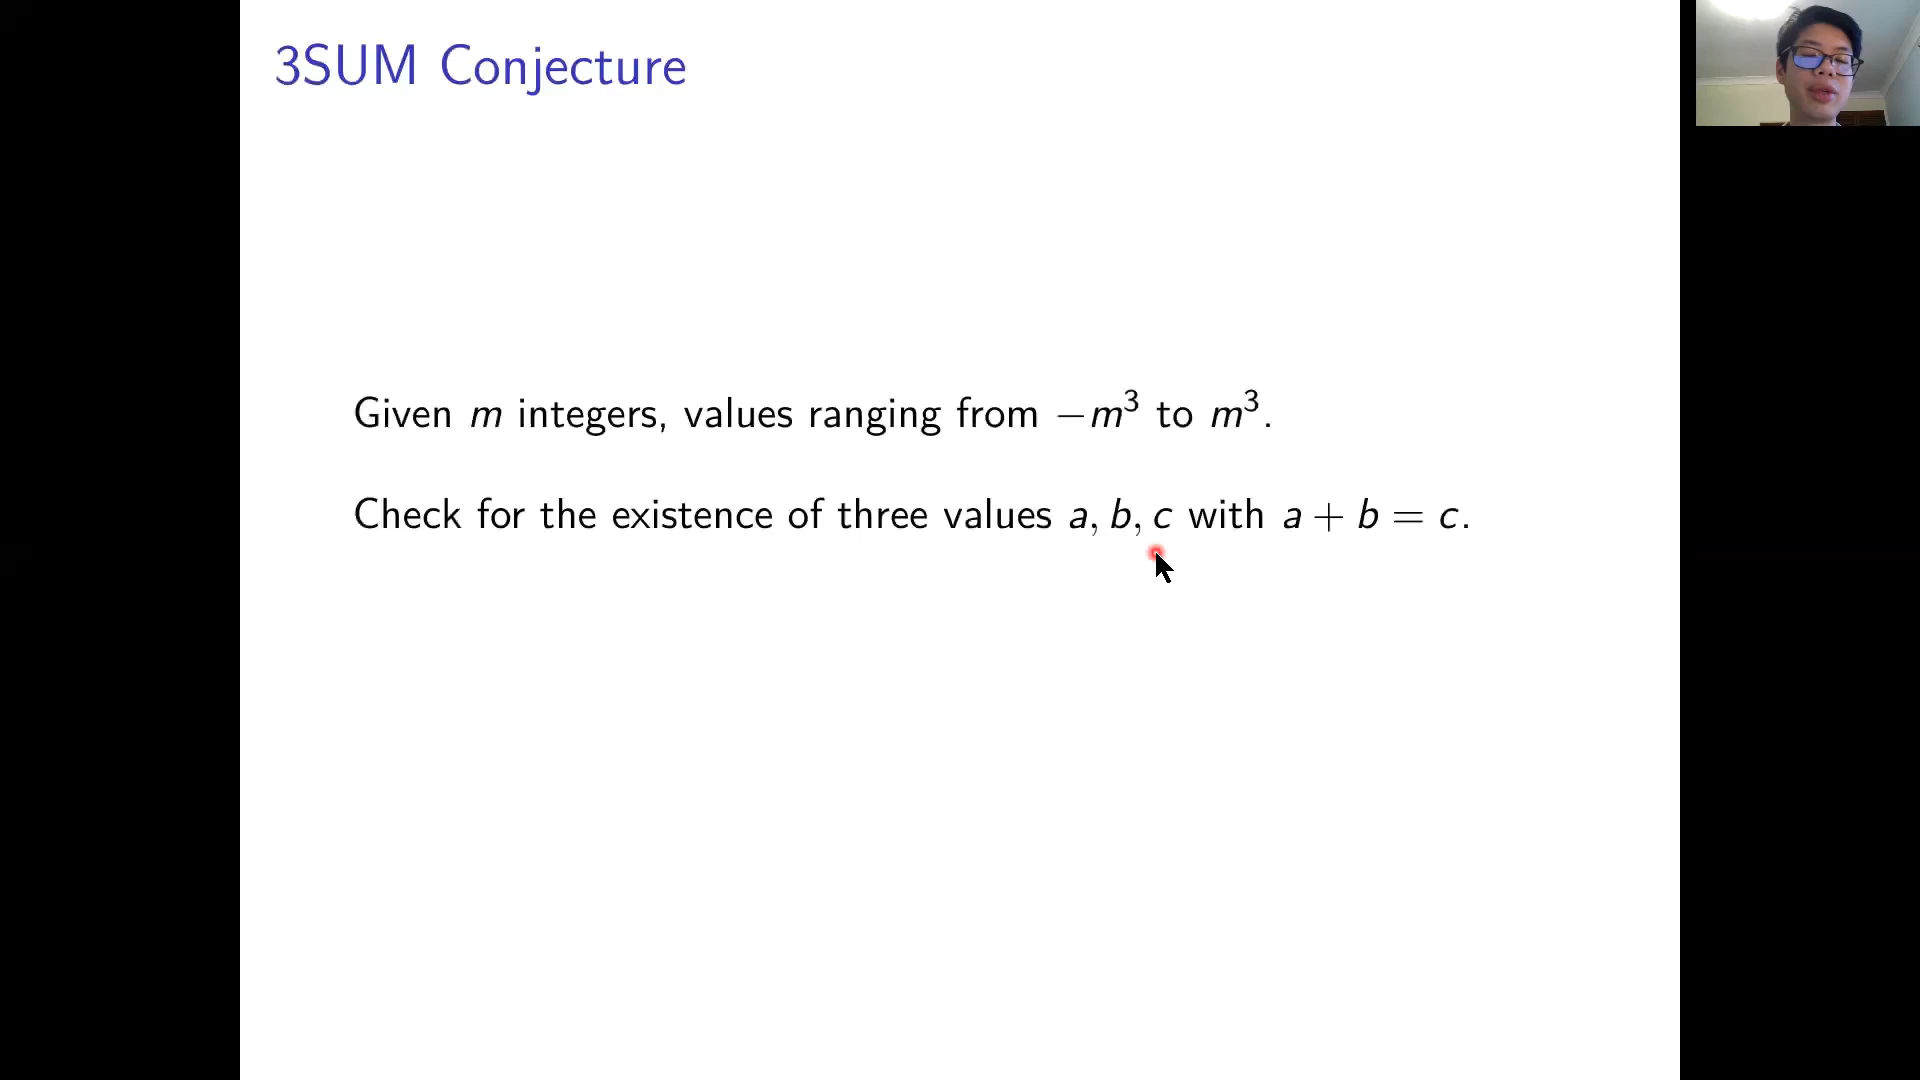 3SUM Conjecture
Given m integers, values ranging from −m³ to m³.
Check for the existence of three values a, b, c with a + b = c.